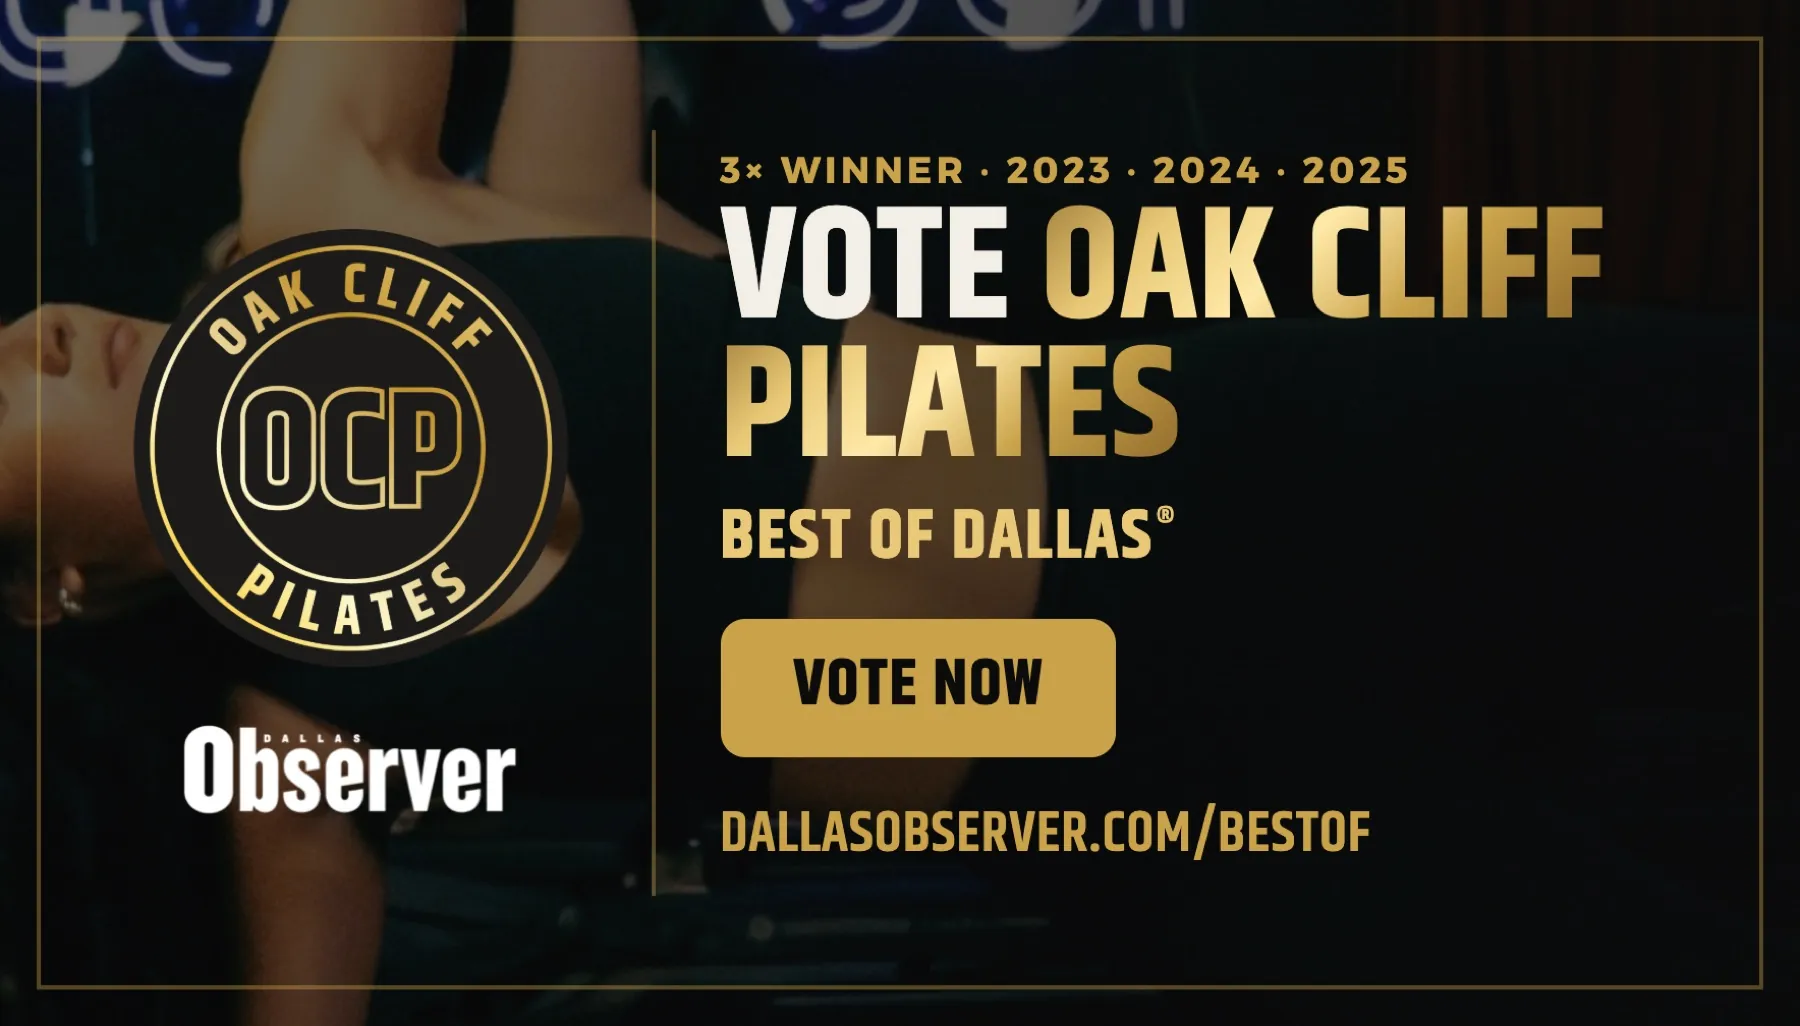 3× WINNER · 2023 · 2024 · 2025
VOTE OAK CLIFF
PILATES
BEST OF DALLAS®
VOTE NOW
DALLASOBSERVER.COM/BESTOF
OAK CLIFF
OCP
PILATES
DALLAS
Observer